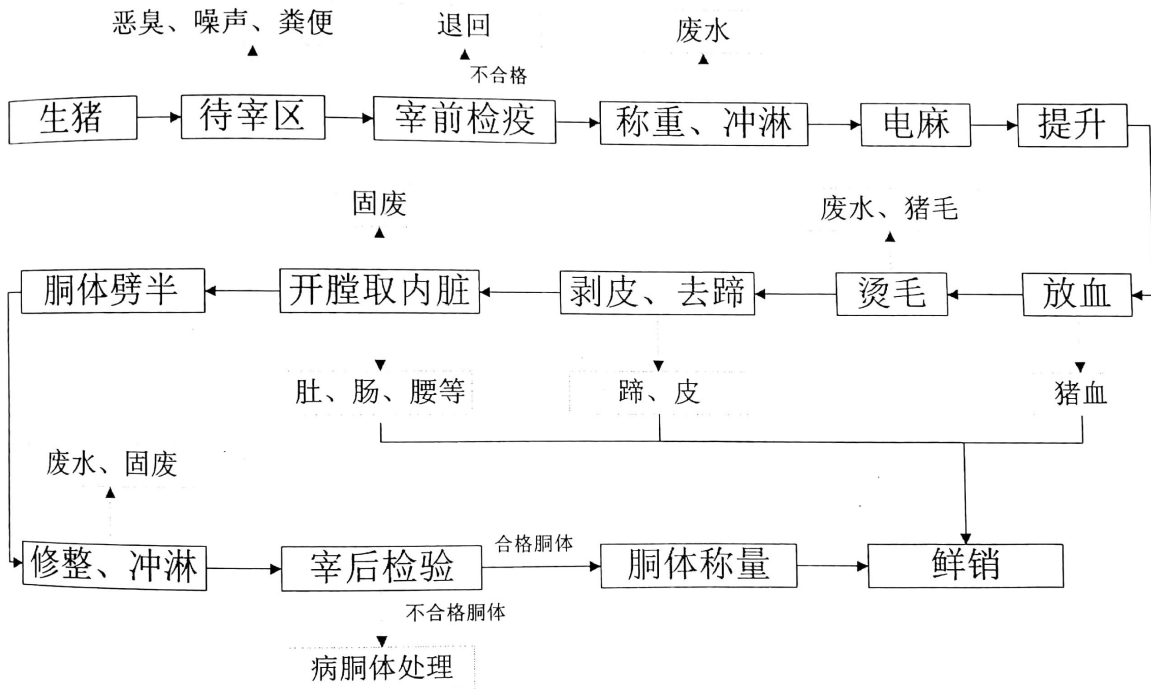 恶臭、噪声、粪便
退回
废水
不合格
生猪
待宰区
宰前检疫
称重、冲淋
电麻
提升
固废
废水、猪毛
胴体劈半
开膛取内脏
剥皮、去蹄
烫毛
放血
肚、肠、腰等
蹄、皮
猪血
废水、固废
修整、冲淋
宰后检验
合格胴体
胴体称量
鲜销
不合格胴体
病胴体处理